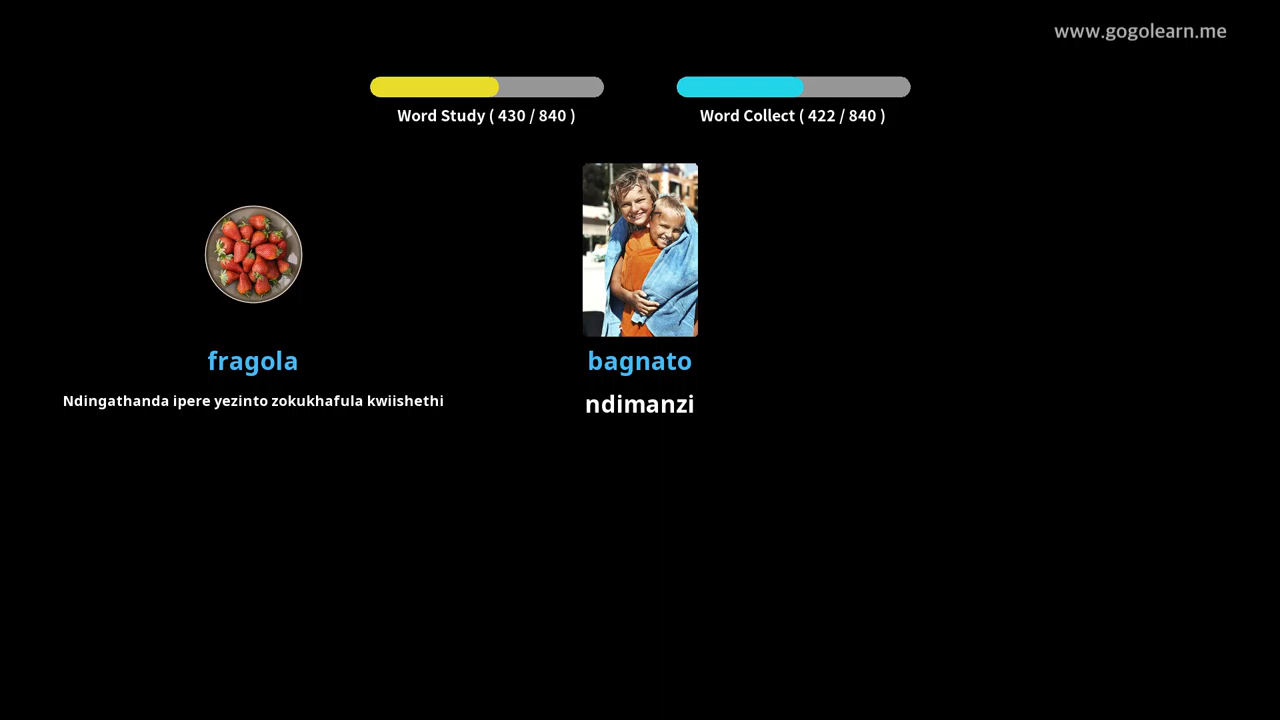 www.gogolearn.me
Word Study ( 430 / 840 )
Word Collect ( 422 / 840 )
fragola
Ndingathanda ipere yezinto zokukhafula kwiishethi
bagnato
ndimanzi